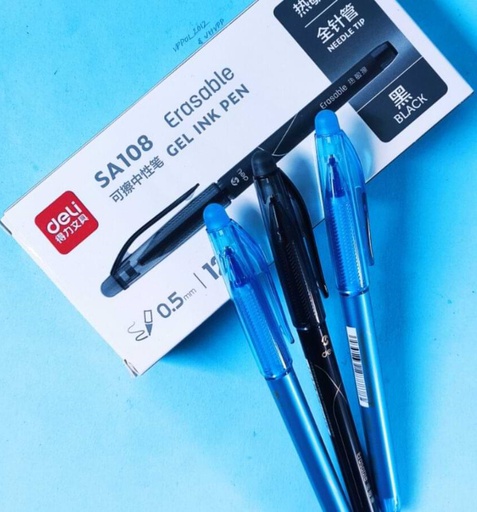 热敏
全针管
NEEDLE TIP
黑
BLACK
SA108 Erasable
可擦中性笔 GEL INK PEN
Erasable
deli
得力文具
0.5mm